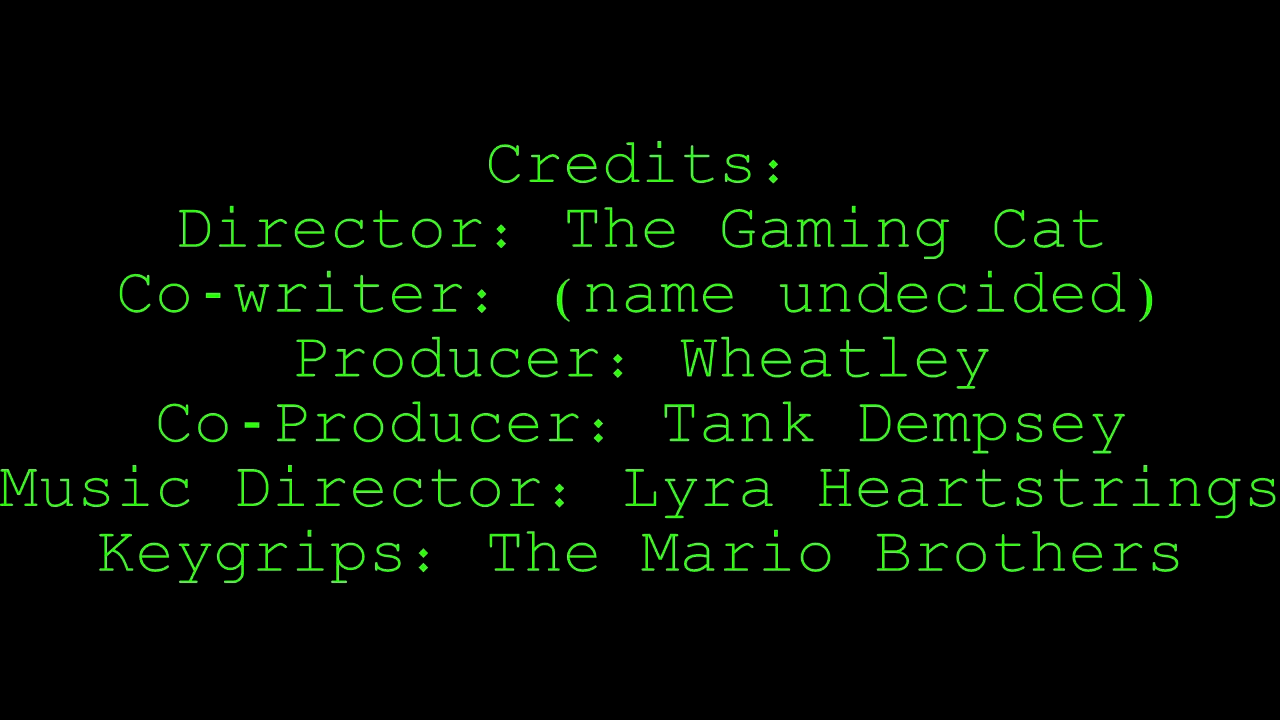 Credits:
Director: The Gaming Cat
Co-writer: (name undecided)
Producer: Wheatley
Co-Producer: Tank Dempsey
Music Director: Lyra Heartstrings
Keygrips: The Mario Brothers